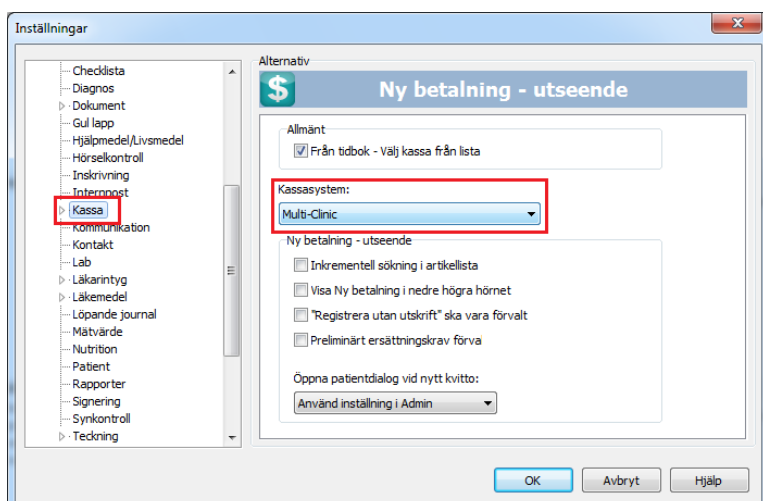 Inställningar
Checklista
Diagnos
Dokument
Gul lapp
Hjälpmedel/Livsmedel
Hörselkontroll
Inskrivning
Internpost
Kassa
Kommunikation
Kontakt
Lab
Läkarintyg
Läkemedel
Löpande journal
Mätvärde
Nutrition
Patient
Rapporter
Signering
Synkontroll
Teckning
Alternativ
$ Ny betalning - utseende
Allmänt
Från tidbok - Välj kassa från lista
Kassasystem:
Multi-Clinic
Ny betalning - utseende
Inkrementell sökning i artikellista
Visa Ny betalning i nedre högra hörnet
"Registrera utan utskrift" ska vara förvalt
Preliminärt ersättningskrav förva
Öppna patientdialog vid nytt kvitto:
Använd inställning i Admin
OK Avbryt Hjälp